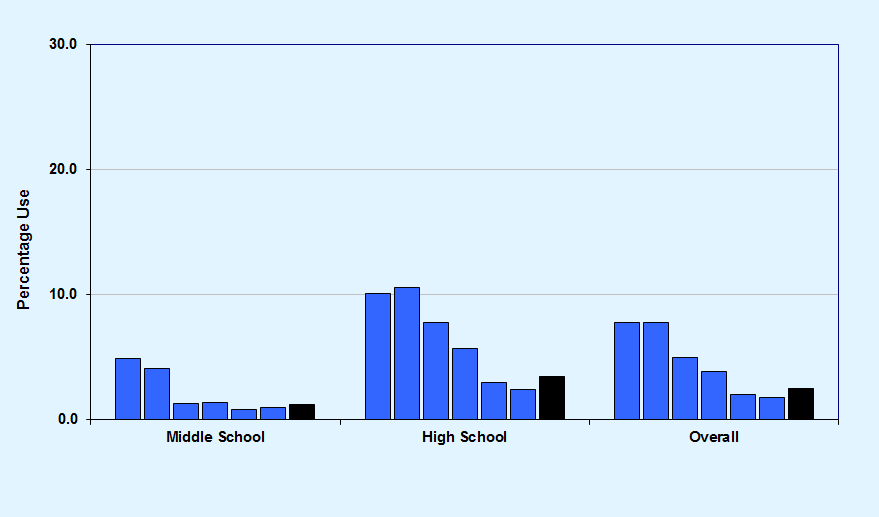 30.0
20.0
10.0
0.0
Percentage Use
Middle School
High School
Overall